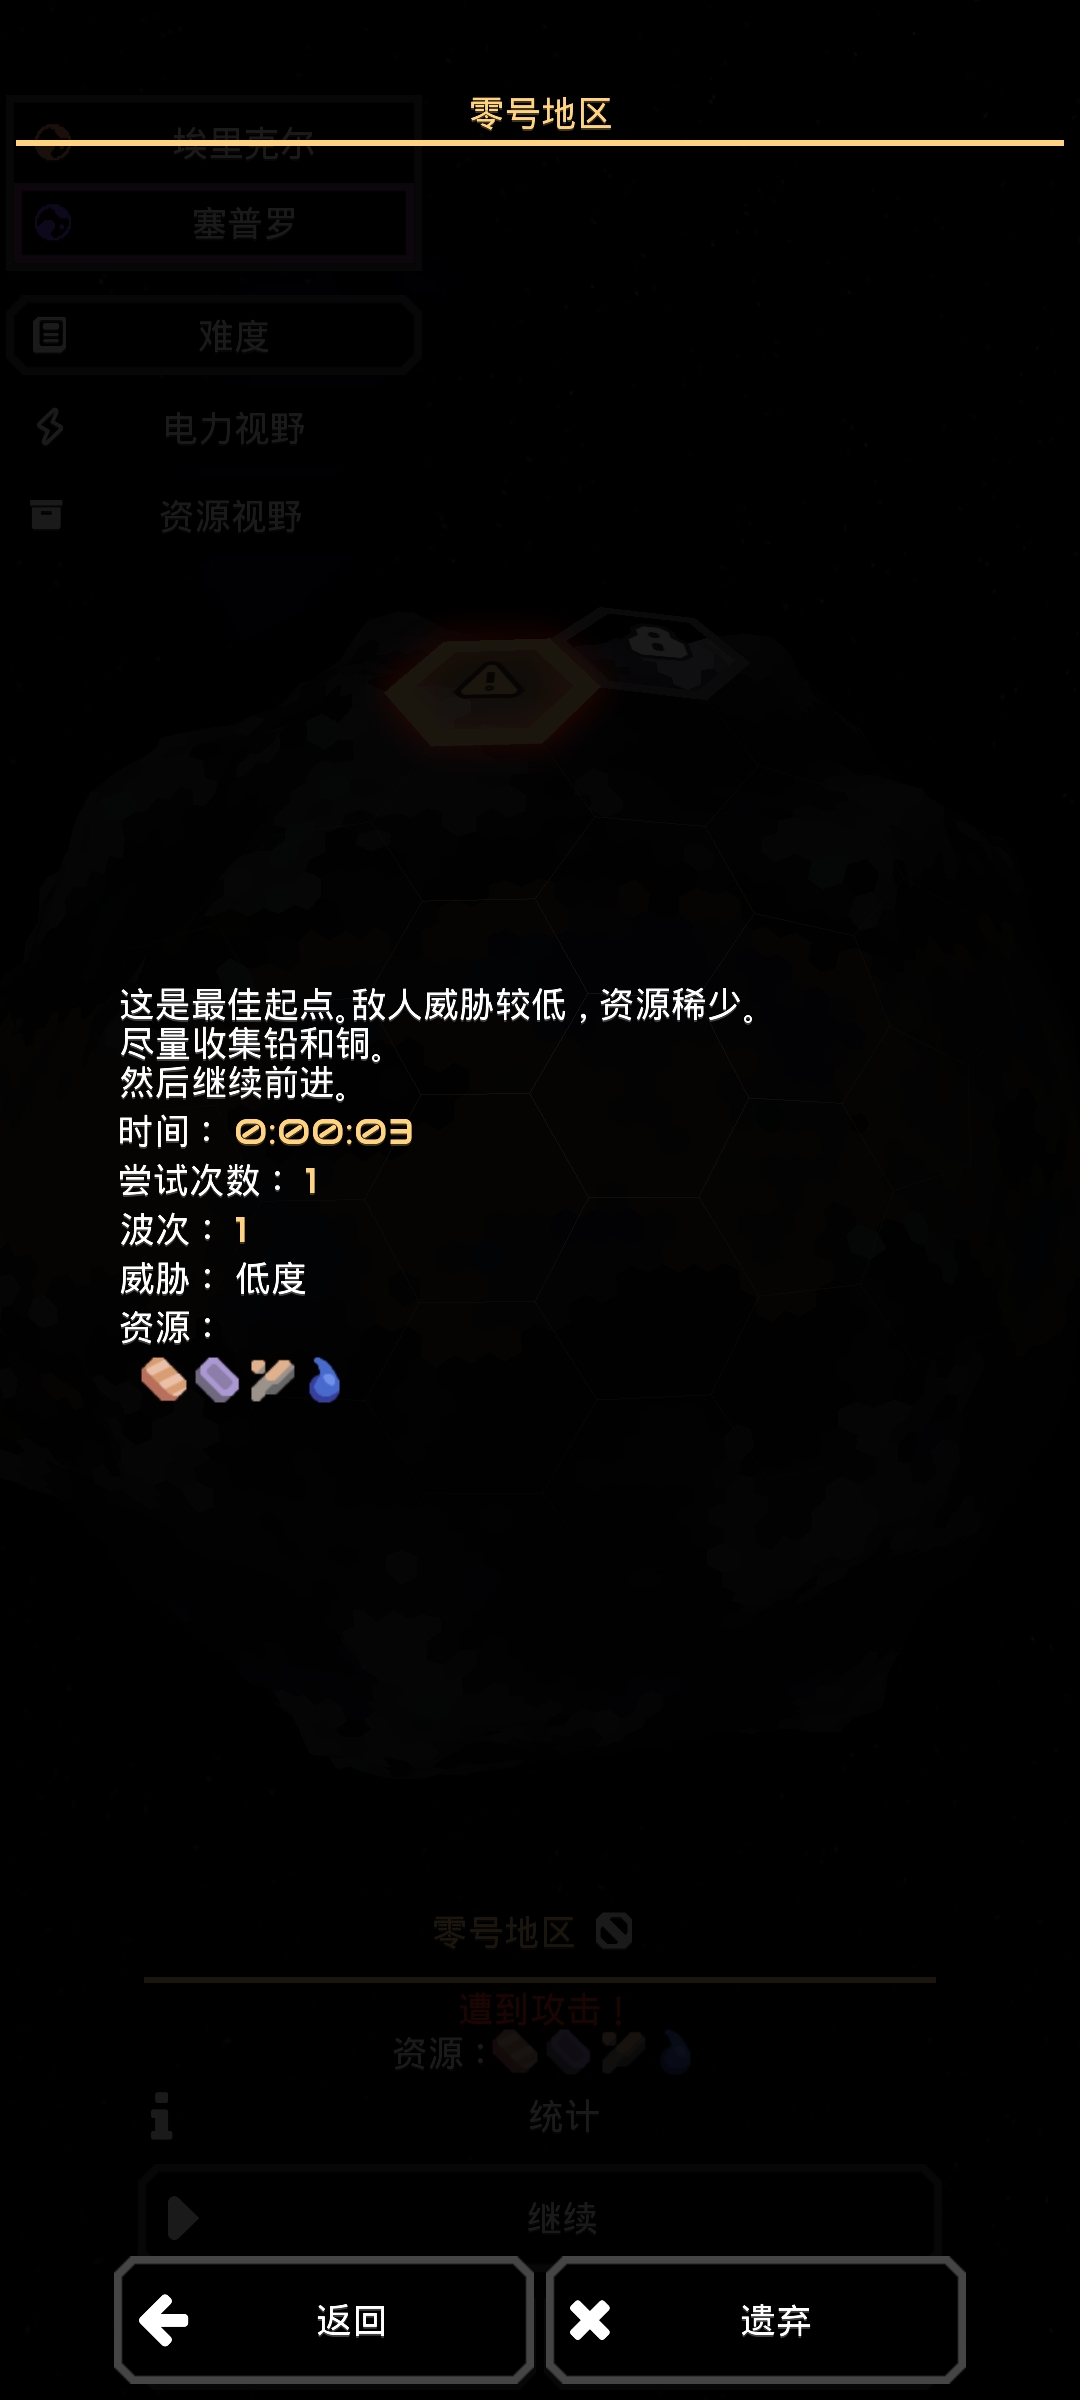 零号地区
埃里克尔
塞普罗
难度
电力视野
资源视野
这是最佳起点。敌人威胁较低，资源稀少。
尽量收集铅和铜。
然后继续前进。
时间： 0:00:03
尝试次数： 1
波次： 1
威胁： 低度
资源：
零号地区
遭到攻击！
资源：
统计
继续
返回
遗弃